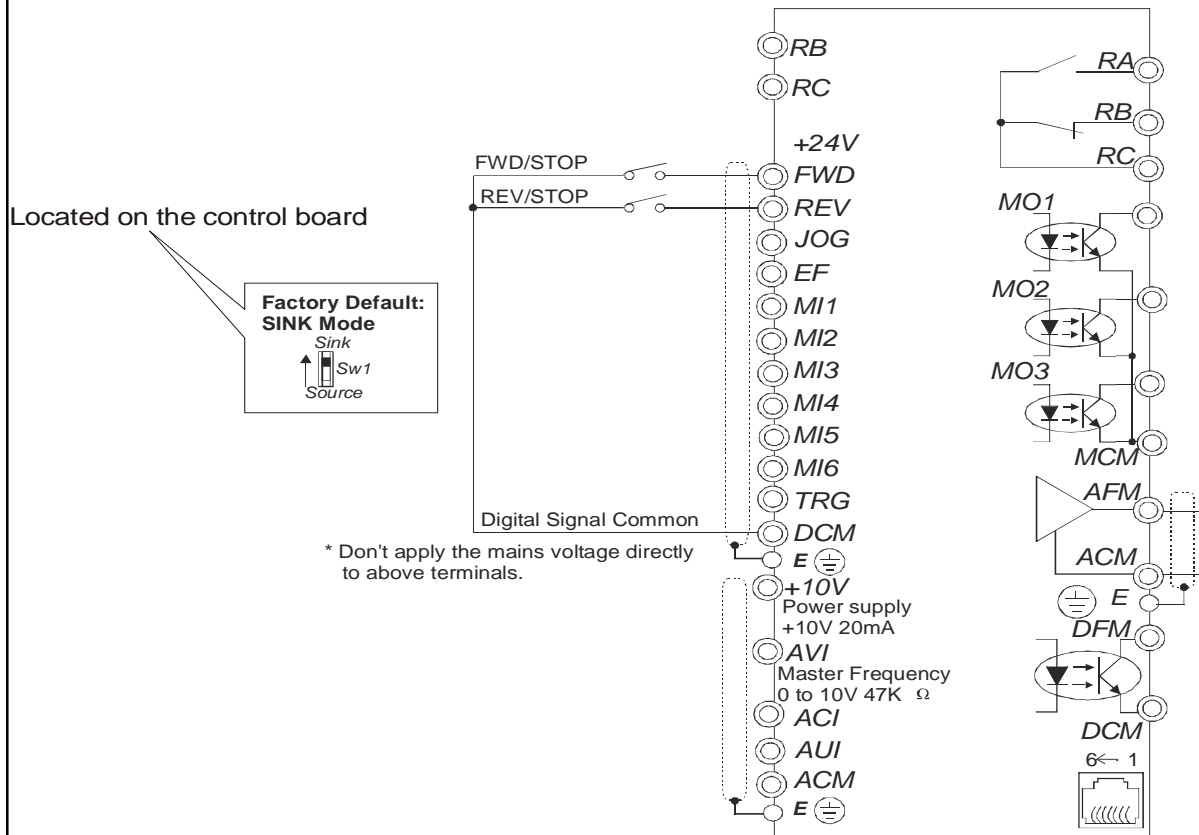 RB
RC
+24V
FWD/STOP
FWD
REV/STOP
REV
JOG
EF
MI1
MI2
MI3
MI4
MI5
MI6
TRG
Digital Signal Common
DCM
* Don't apply the mains voltage directly
to above terminals.
E
Located on the control board
Factory Default:
SINK Mode
Sink
Sw1
Source
+10V
Power supply
+10V 20mA
AVI
Master Frequency
0 to 10V 47K Ω
ACI
AUI
ACM
E
RA
RB
RC
MO1
MO2
MO3
MCM
AFM
ACM
E
DFM
DCM
6← 1